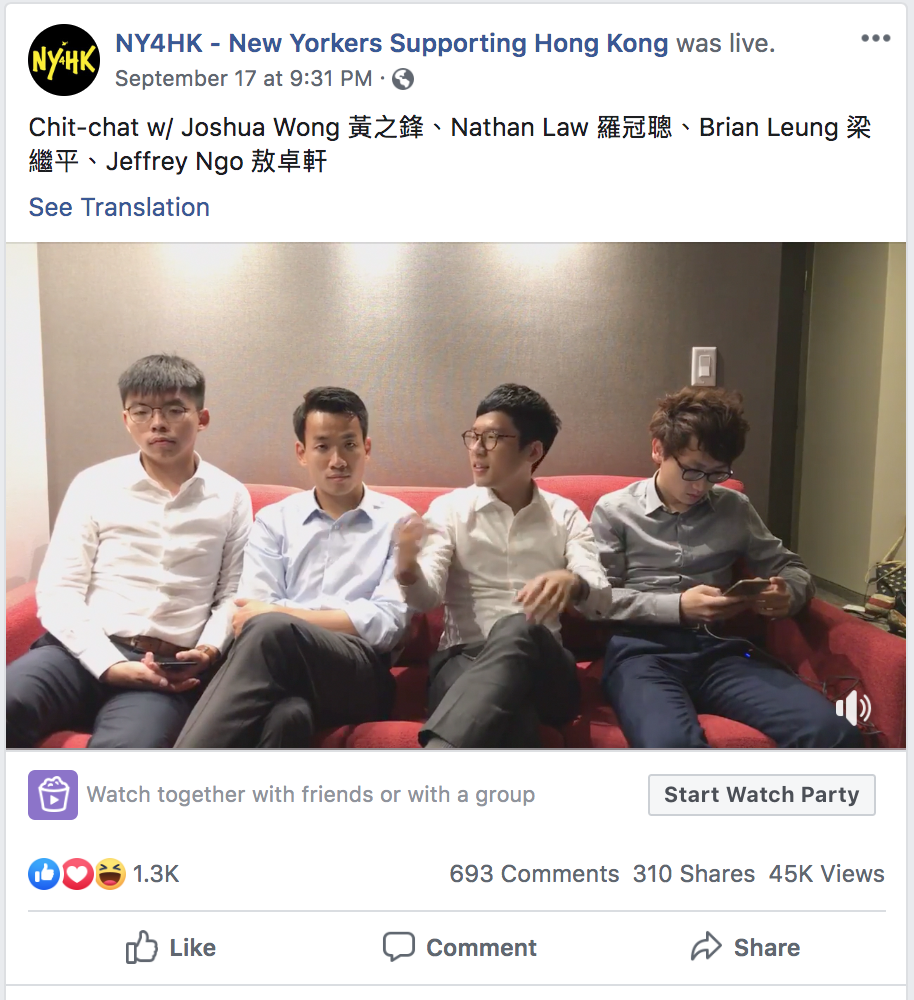 NY4HK
NY4HK - New Yorkers Supporting Hong Kong was live.
September 17 at 9:31 PM ·
Chit-chat w/ Joshua Wong 黃之鋒、Nathan Law 羅冠聰、Brian Leung 梁
繼平、Jeffrey Ngo 敖卓軒
See Translation
Watch together with friends or with a group
Start Watch Party
1.3K
693 Comments 310 Shares 45K Views
Like Comment Share